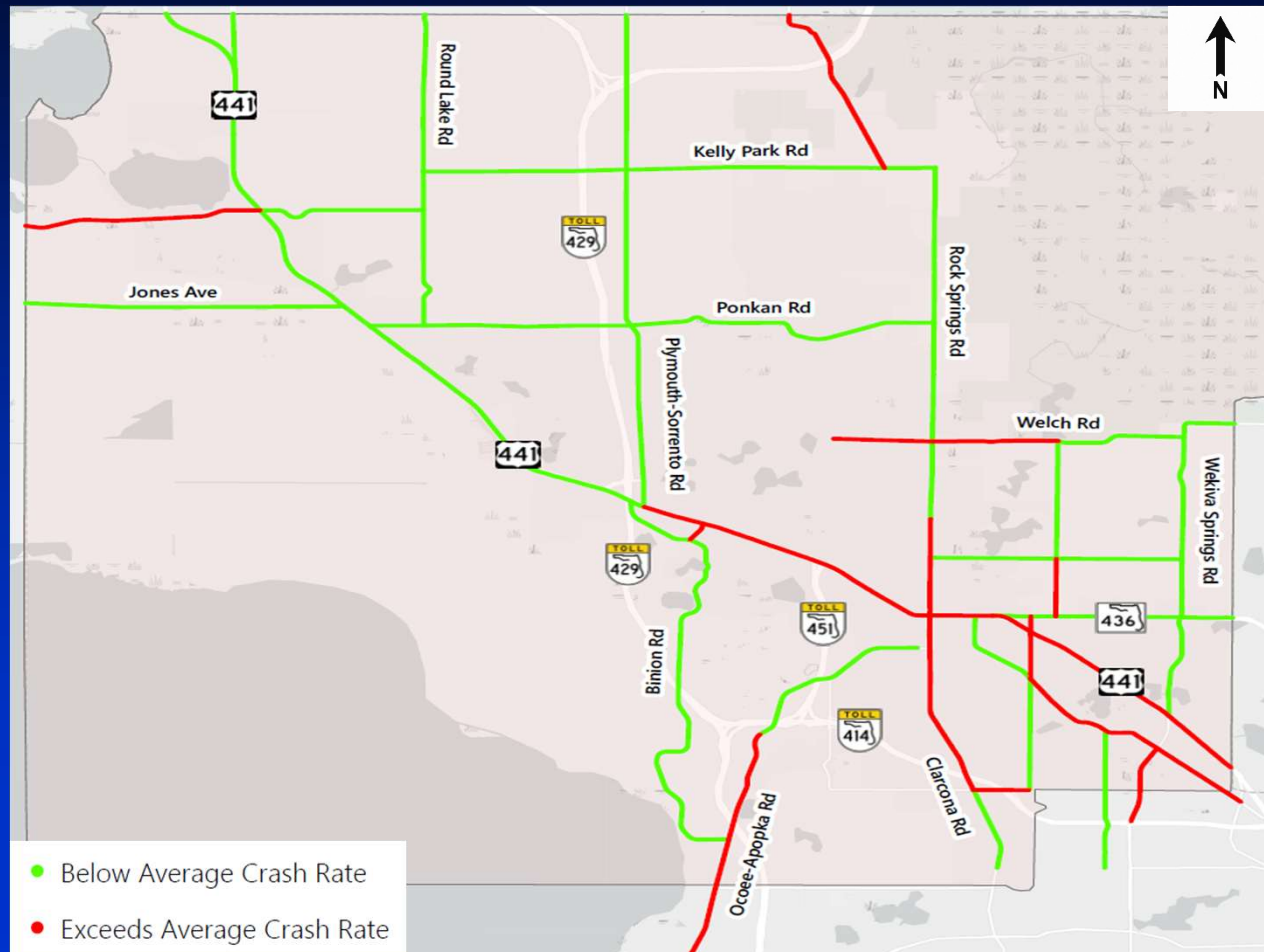 N
441
Round Lake Rd
Kelly Park Rd
TOLL
429
Rock Springs Rd
Jones Ave
Ponkan Rd
Plymouth-Sorrento Rd
Welch Rd
441
Wekiva Springs Rd
TOLL
429
TOLL
451
436
Binion Rd
441
TOLL
414
Clarcona Rd
Ocoee-Apopka Rd
Below Average Crash Rate
Exceeds Average Crash Rate